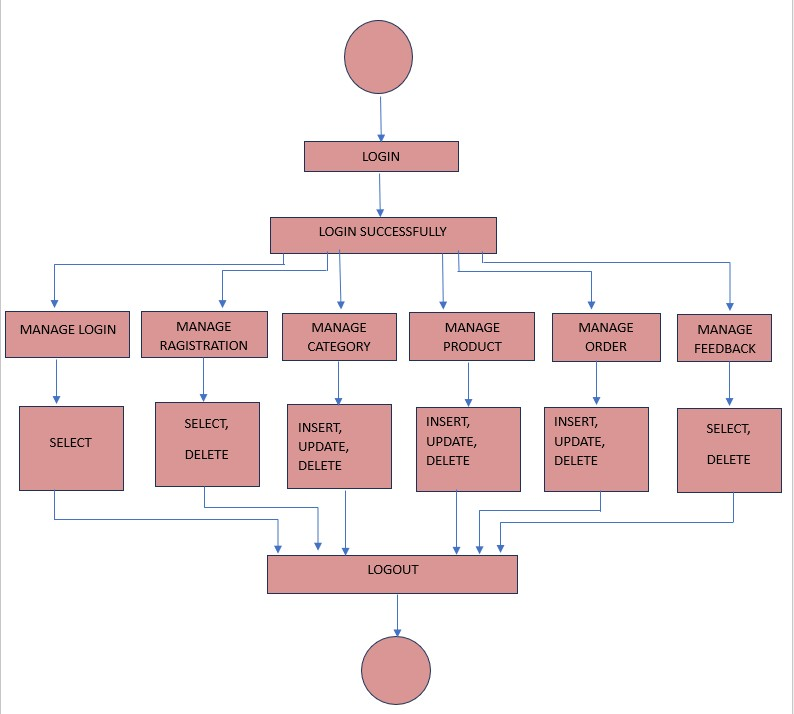 LOGIN
LOGIN SUCCESSFULLY
MANAGE LOGIN
MANAGE
RAGISTRATION
MANAGE
CATEGORY
MANAGE
PRODUCT
MANAGE
ORDER
MANAGE
FEEDBACK
SELECT
SELECT,
DELETE
INSERT,
UPDATE,
DELETE
INSERT,
UPDATE,
DELETE
INSERT,
UPDATE,
DELETE
SELECT,
DELETE
LOGOUT